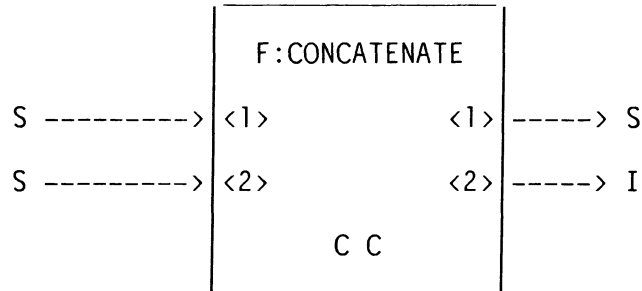 F:CONCATENATE
S ---------> <1> <1> -----> S
S ---------> <2> <2> -----> I
C C